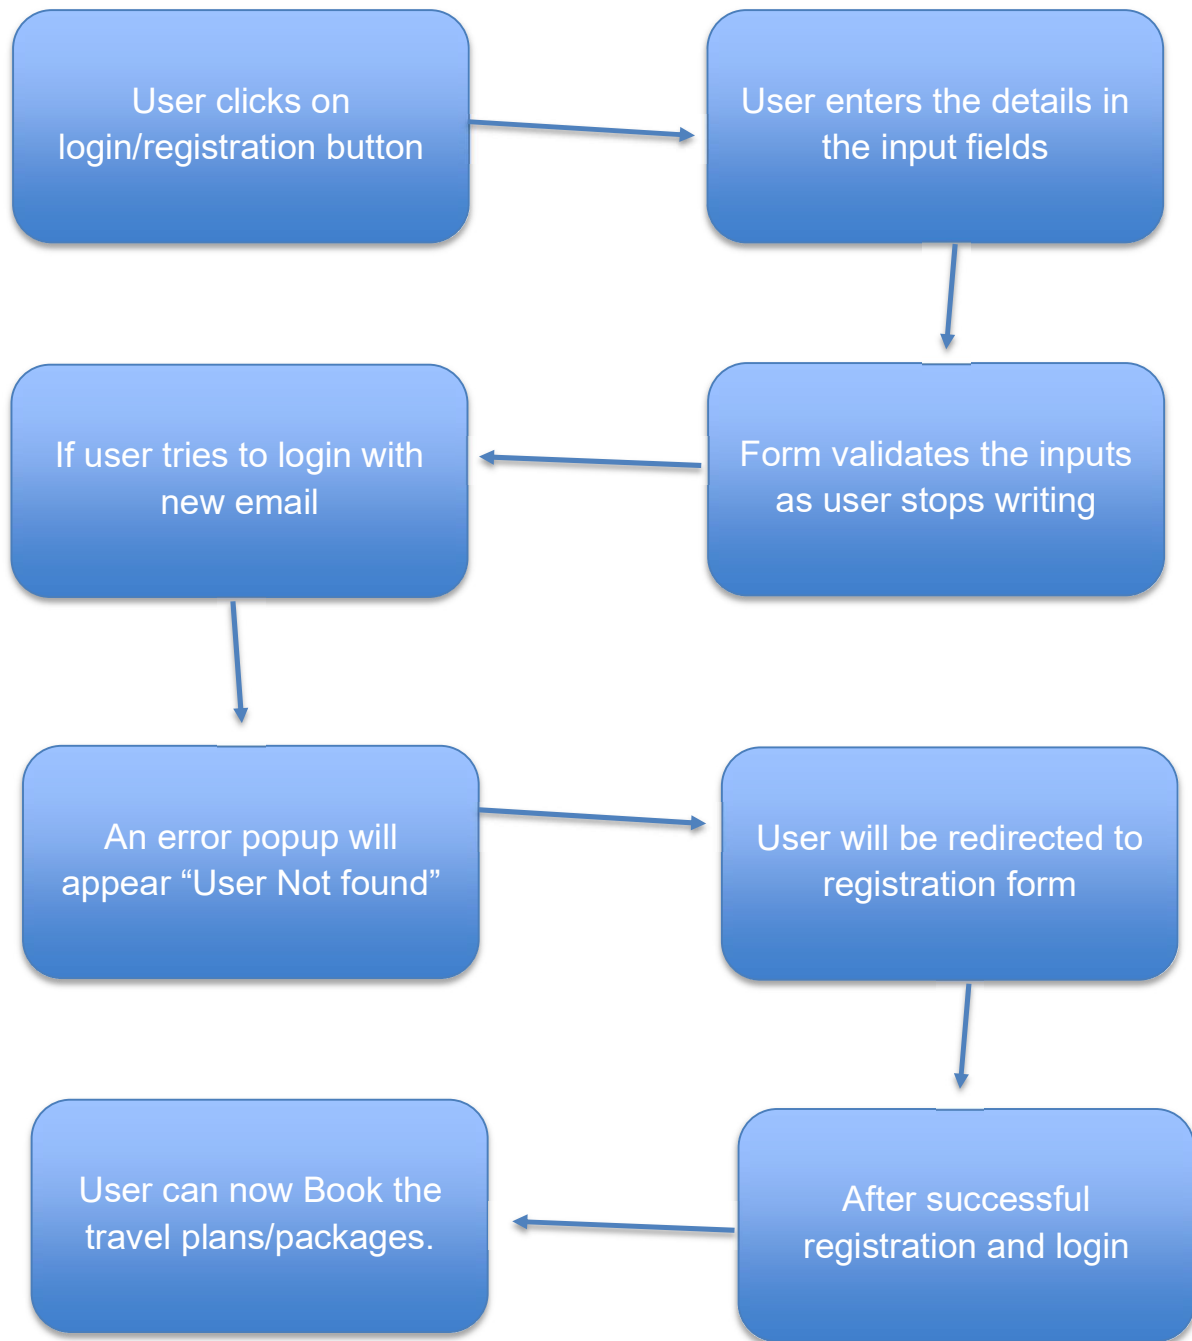 User clicks on
login/registration button
User enters the details in
the input fields
Form validates the inputs
as user stops writing
If user tries to login with
new email
An error popup will
appear “User Not found”
User will be redirected to
registration form
After successful
registration and login
User can now Book the
travel plans/packages.